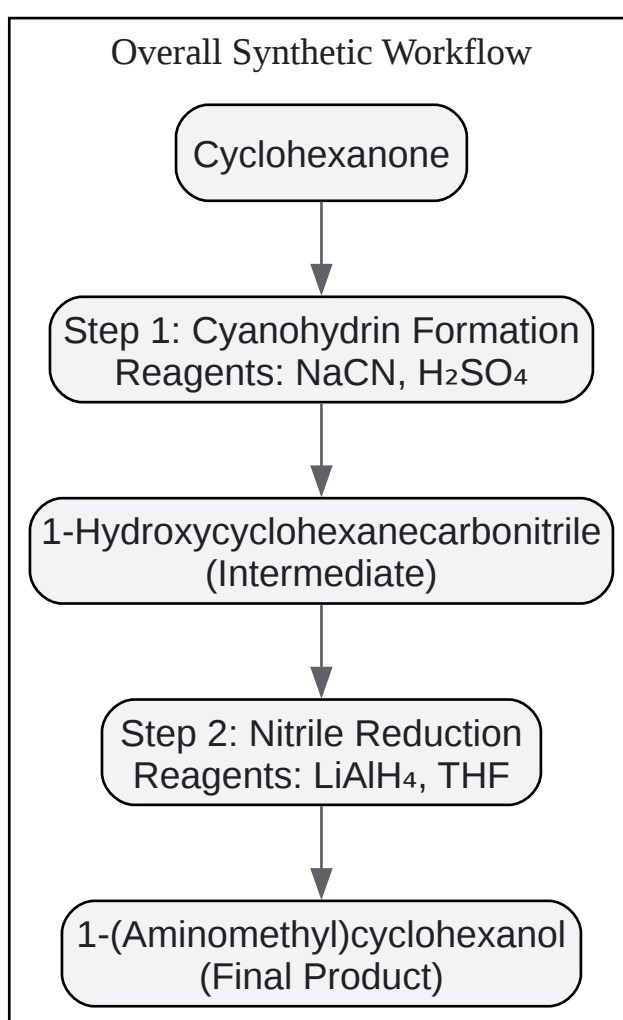 Overall Synthetic Workflow
Cyclohexanone
Step 1: Cyanohydrin Formation
Reagents: NaCN, H₂SO₄
1-Hydroxycyclohexanecarbonitrile
(Intermediate)
Step 2: Nitrile Reduction
Reagents: LiAlH₄, THF
1-(Aminomethyl)cyclohexanol
(Final Product)